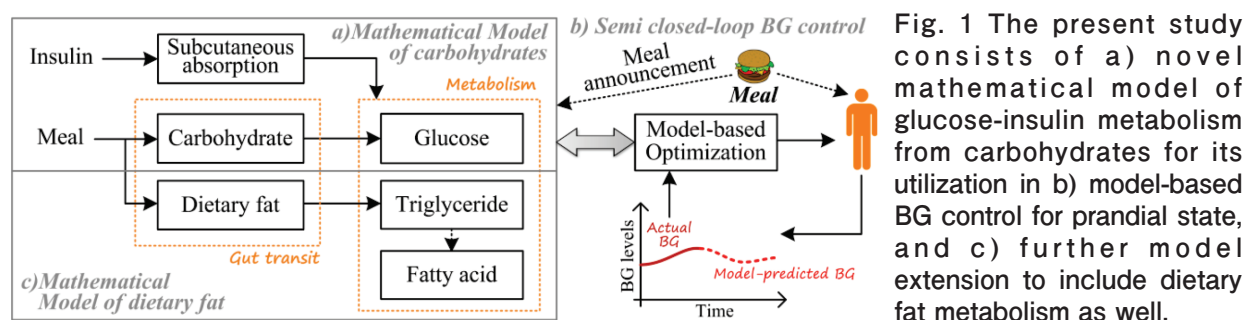 a)Mathematical Model
of carbohydrates
Insulin
Subcutaneous
absorption
Metabolism
Meal
Carbohydrate
Glucose
Dietary fat
Triglyceride
Gut transit
Fatty acid
c)Mathematical
Model of dietary fat
b) Semi closed-loop BG control
Meal
announcement
Meal
Model-based
Optimization
BG levels
Actual
BG
Model-predicted BG
Time
Fig. 1 The present study
consists of a) novel
mathematical model of
glucose-insulin metabolism
from carbohydrates for its
utilization in b) model-based
BG control for prandial state,
and c) further model
extension to include dietary
fat metabolism as well.